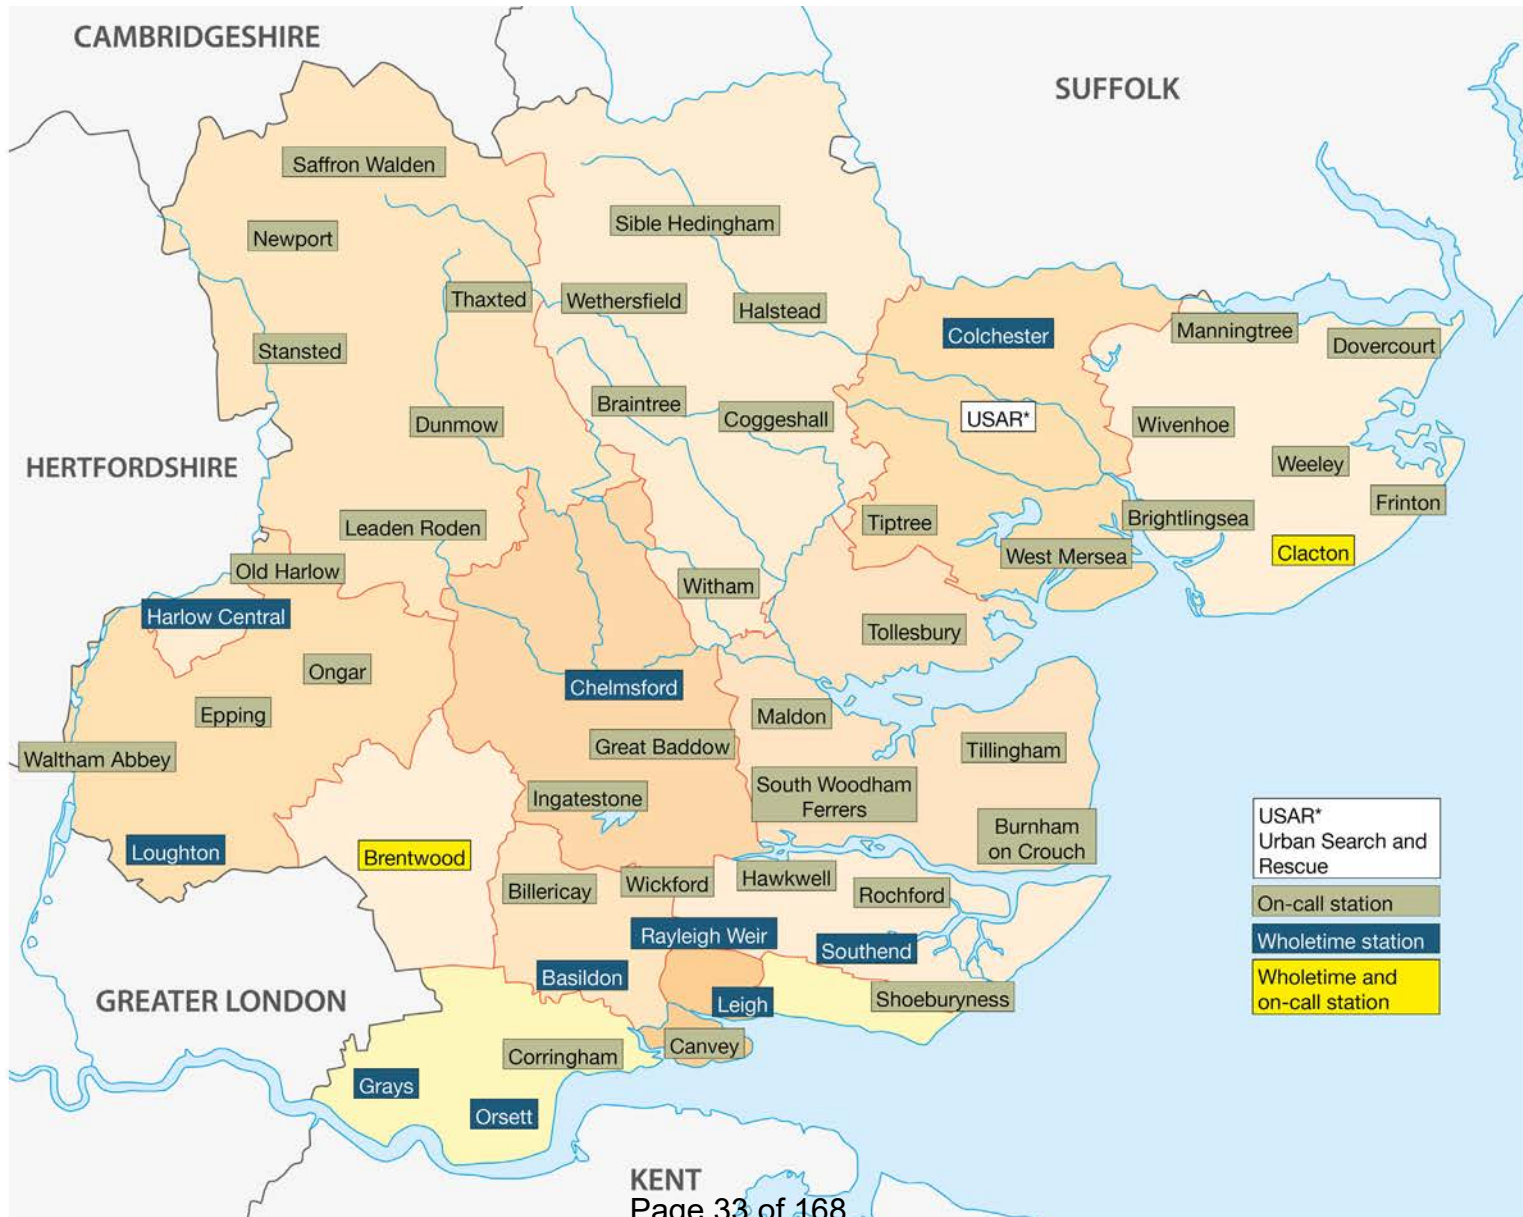 CAMBRIDGESHIRE
SUFFOLK
Saffron Walden
Sible Hedingham
Newport
Thaxted
Wethersfield
Halstead
Colchester
Manningtree
Dovercourt
Stansted
Braintree
Coggeshall
USAR*
Wivenhoe
Dunmow
HERTFORDSHIRE
Weeley
Frinton
Leaden Roden
Tiptree
Brightlingsea
Clacton
Old Harlow
West Mersea
Witham
Harlow Central
Tollesbury
Ongar
Chelmsford
Epping
Maldon
Waltham Abbey
Great Baddow
Tillingham
Ingatestone
South Woodham
Ferrers
Burnham
on Crouch
Loughton
Brentwood
Billericay
Wickford
Hawkwell
Rochford
Rayleigh Weir
Southend
Basildon
Leigh
Shoeburyness
GREATER LONDON
Corringham
Canvey
Grays
Orsett
USAR*
Urban Search and
Rescue
On-call station
Wholetime station
Wholetime and
on-call station
KENT
Page 33 of 168